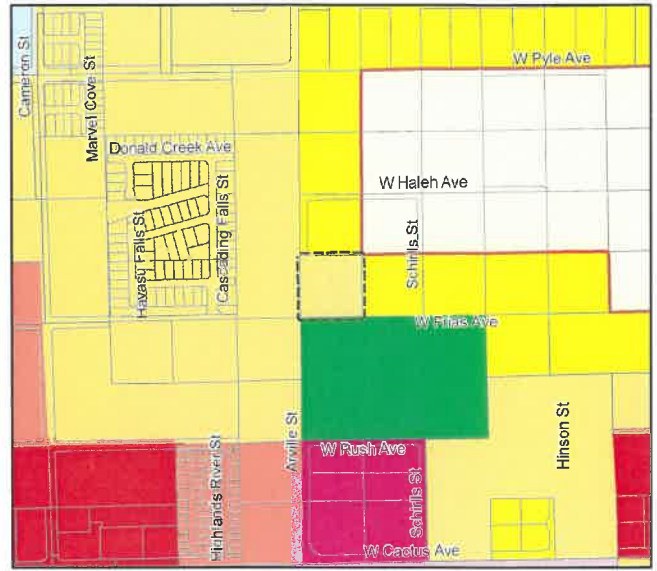 Cameron St
Marvel Cove St
W Pyle Ave
Donald Creek Ave
W Haleh Ave
Havasu Falls St
Cascading Falls St
Schirlls St
W Frias Ave
Arville St
Hinson St
W Rush Ave
Highlands River St
Schirlls St
W Cactus Ave